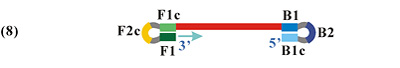 F1c B1
(8) F2c B2
F1 3’ 5’ B1c